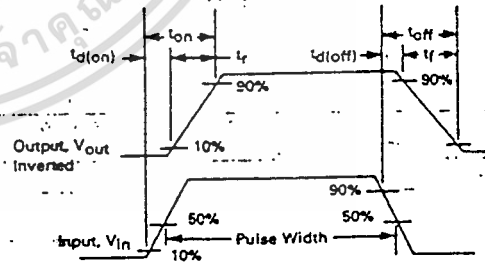 ton
toff
td(on)
tr
td(off)
tf
90%
90%
Output, Vout
Inverted
10%
90%
50%
50%
Input, Vin
Pulse Width
10%